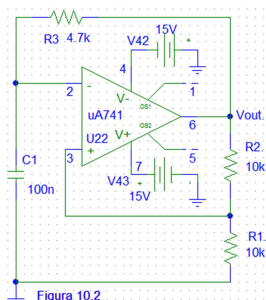 R3 4.7k
V42
15V
4
1
2
-
V-
OS1
uA741
6
Vout.
OS2
U22
V+
3
+
5
R2.
10k
C1
100n
7
V43
15V
R1.
10k
Figura 10.2